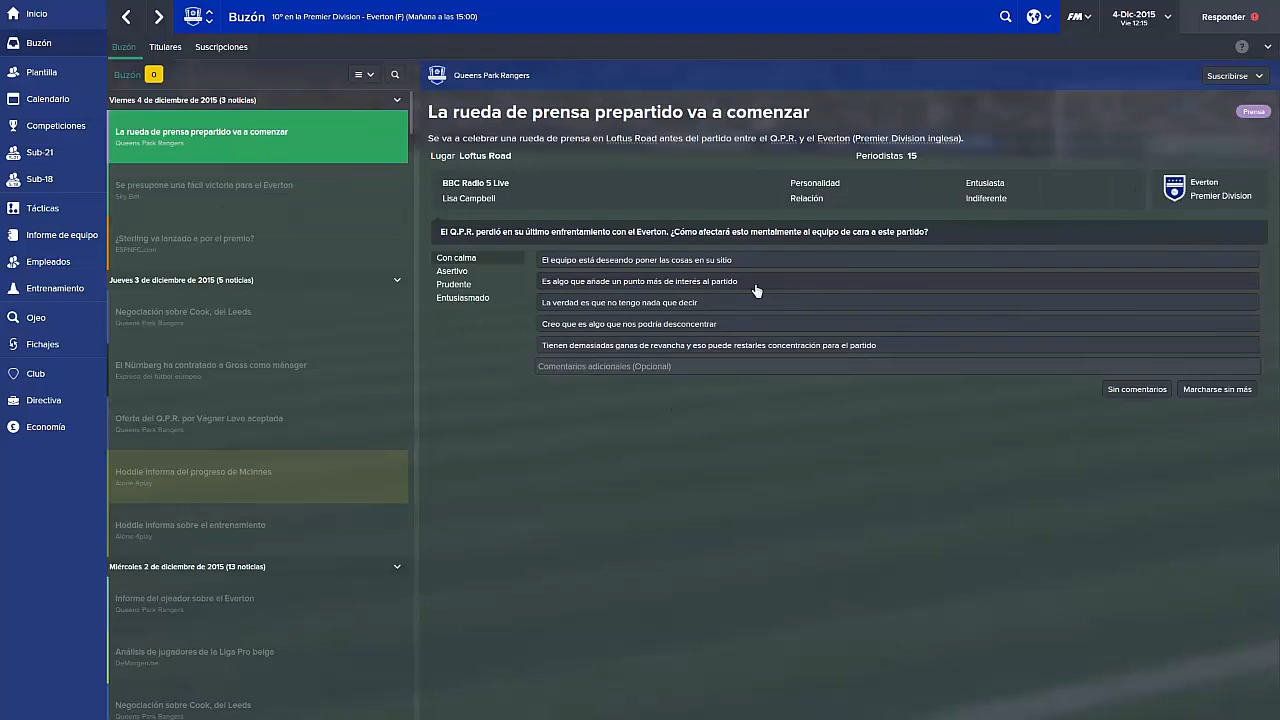 Inicio
Buzón
Plantilla
Calendario
Competiciones
Sub-21
Sub-18
Tácticas
Informe de equipo
Empleados
Entrenamiento
Ojeo
Fichajes
Club
Directiva
Economía
Buzón
10º en la Premier Division - Everton (F) (Mañana a las 15:00)
FM
4-Dic-2015
Vie 12:15
Responder
Buzón Titulares Suscripciones
Buzón 0
Viernes 4 de diciembre de 2015 (3 noticias)
La rueda de prensa prepartido va a comenzar
Queens Park Rangers
Se presupone una fácil victoria para el Everton
Sky Bet
¿Sterling va lanzado a por el premio?
ESPNFC.com
Jueves 3 de diciembre de 2015 (5 noticias)
Negociación sobre Cook, del Leeds
Queens Park Rangers
El Nürnberg ha contratado a Gross como mánager
Expreso del fútbol europeo
Oferta del Q.P.R. por Vágner Love aceptada
Queens Park Rangers
Hoddle informa del progreso de McInnes
Alone 4play
Hoddle informa sobre el entrenamiento
Alone 4play
Miércoles 2 de diciembre de 2015 (13 noticias)
Informe del ojeador sobre el Everton
Queens Park Rangers
Análisis de jugadores de la Liga Pro belga
DeMorgen.be
Negociación sobre Cook, del Leeds
Queens Park Rangers
Queens Park Rangers
Suscribirse
La rueda de prensa prepartido va a comenzar
Prensa
Se va a celebrar una rueda de prensa en Loftus Road antes del partido entre el Q.P.R. y el Everton (Premier Division inglesa).
Lugar Loftus Road Periodistas 15
BBC Radio 5 Live Personalidad Entusiasta
Lisa Campbell Relación Indiferente
Everton
Premier Division
El Q.P.R. perdió en su último enfrentamiento con el Everton. ¿Cómo afectará esto mentalmente al equipo de cara a este partido?
Con calma
Asertivo
Prudente
Entusiasmado
El equipo está deseando poner las cosas en su sitio
Es algo que añade un punto más de interés al partido
La verdad es que no tengo nada que decir
Creo que es algo que nos podría desconcentrar
Tienen demasiadas ganas de revancha y eso puede restarles concentración para el partido
Comentarios adicionales (Opcional)
Sin comentarios Marcharse sin más